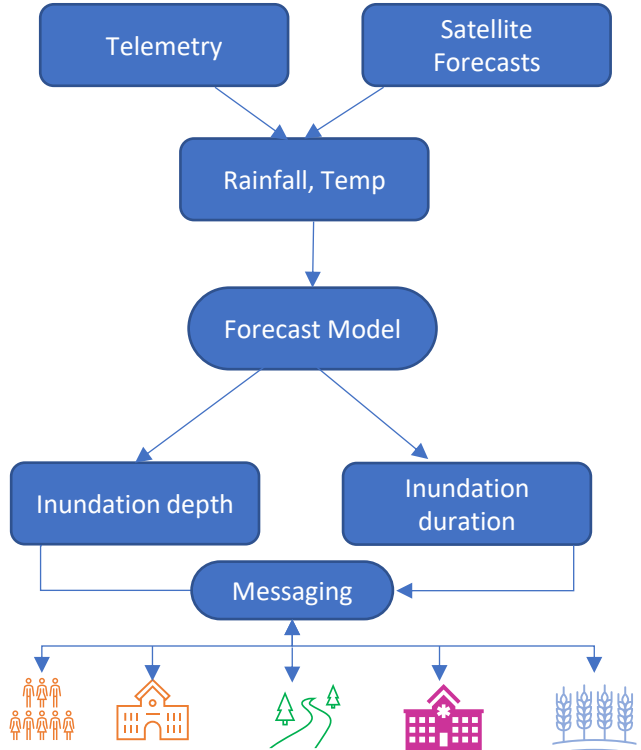 Telemetry
Satellite
Forecasts
Rainfall, Temp
Forecast Model
Inundation depth
Inundation
duration
Messaging